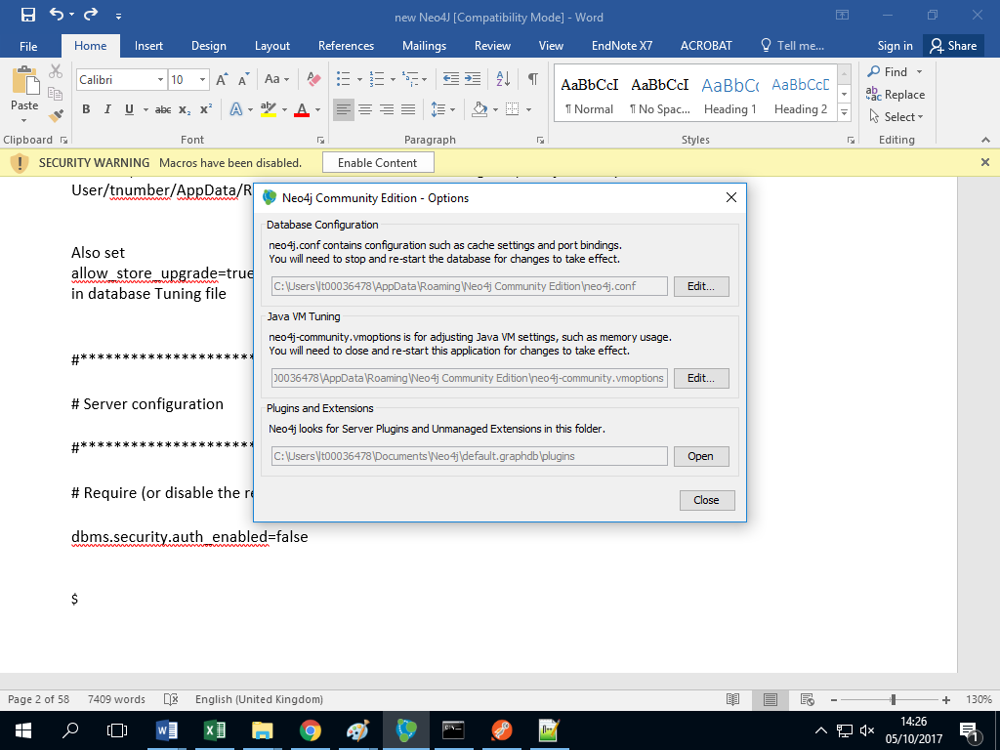 new Neo4J [Compatibility Mode] - Word
File Home Insert Design Layout References Mailings Review View EndNote X7 ACROBAT Tell me... Sign in Share
Paste
Calibri 10 A A Aa
B I U abc x₂ x² A ab A
AaBbCcI AaBbCcI AaBbCc AaBbCcD
¶ Normal ¶ No Spac... Heading 1 Heading 2
Find
Replace
Select
Clipboard Font Paragraph Styles Editing
SECURITY WARNING Macros have been disabled. Enable Content
User/tnumber/AppData/R
Also set
allow_store_upgrade=true
in database Tuning file
#*********************
# Server configuration
#*********************
# Require (or disable the re
dbms.security.auth_enabled=false
$
Neo4j Community Edition - Options
Database Configuration
neo4j.conf contains configuration such as cache settings and port bindings.
You will need to stop and re-start the database for changes to take effect.
C:\Users\lt00036478\AppData\Roaming\Neo4j Community Edition\neo4j.conf Edit...
Java VM Tuning
neo4j-community.vmoptions is for adjusting Java VM settings, such as memory usage.
You will need to close and re-start this application for changes to take effect.
00036478\AppData\Roaming\Neo4j Community Edition\neo4j-community.vmoptions Edit...
Plugins and Extensions
Neo4j looks for Server Plugins and Unmanaged Extensions in this folder.
C:\Users\lt00036478\Documents\Neo4j\default.graphdb\plugins Open
Close
Page 2 of 58 7409 words English (United Kingdom) 130%
14:26
05/10/2017
1